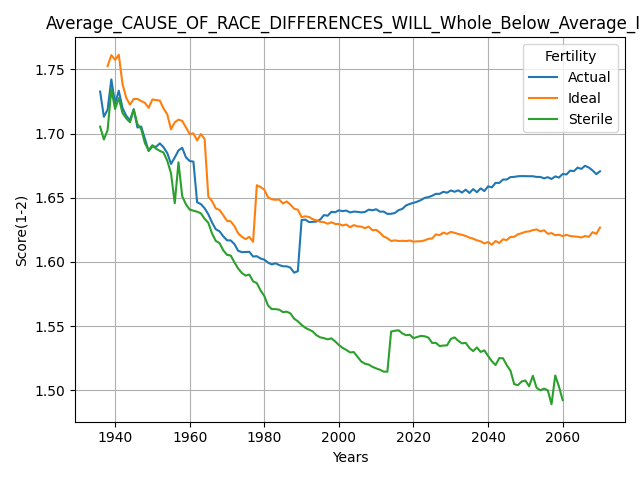 Average_CAUSE_OF_RACE_DIFFERENCES_WILL_Whole_Below_Average_I
Fertility
Actual
Ideal
Sterile
Score(1-2)
1.75
1.70
1.65
1.60
1.55
1.50
1940 1960 1980 2000 2020 2040 2060
Years